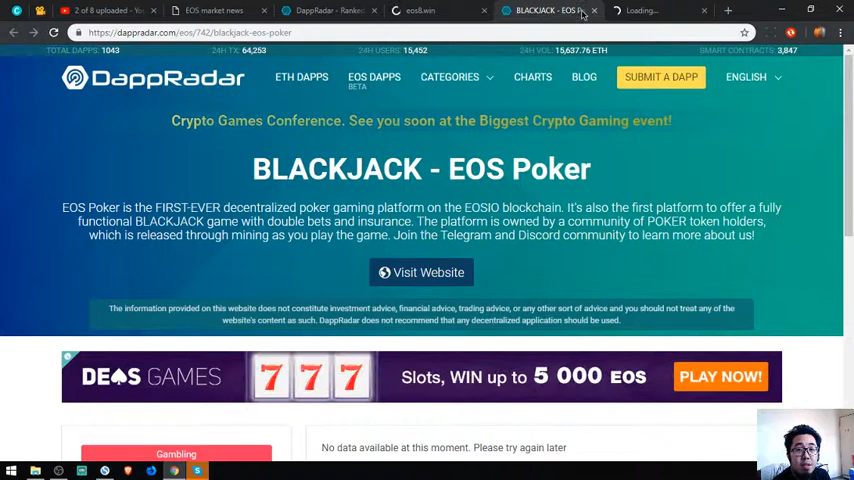 2 of 8 uploaded - You
EOS market news
DappRadar - Ranked
eos8.win
BLACKJACK - EOS P
Loading...
https://dappradar.com/eos/742/blackjack-eos-poker
TOTAL DAPPS: 1043
24H TX: 64,253
24H USERS: 15,452
24H VOL: 15,637.76 ETH
SMART CONTRACTS: 3,847
DappRadar
ETH DAPPS
EOS DAPPS
BETA
CATEGORIES
CHARTS
BLOG
SUBMIT A DAPP
ENGLISH
Crypto Games Conference. See you soon at the Biggest Crypto Gaming event!
BLACKJACK - EOS Poker
EOS Poker is the FIRST-EVER decentralized poker gaming platform on the EOSIO blockchain. It's also the first platform to offer a fully
functional BLACKJACK game with double bets and insurance. The platform is owned by a community of POKER token holders,
which is released through mining as you play the game. Join the Telegram and Discord community to learn more about us!
Visit Website
The information provided on this website does not constitute investment advice, financial advice, trading advice, or any other sort of advice and you should not treat any of the
website's content as such. DappRadar does not recommend that any decentralized application should be used.
DEOS GAMES
777
Slots, WIN up to 5 000 EOS
PLAY NOW!
Gambling
No data available at this moment. Please try again later